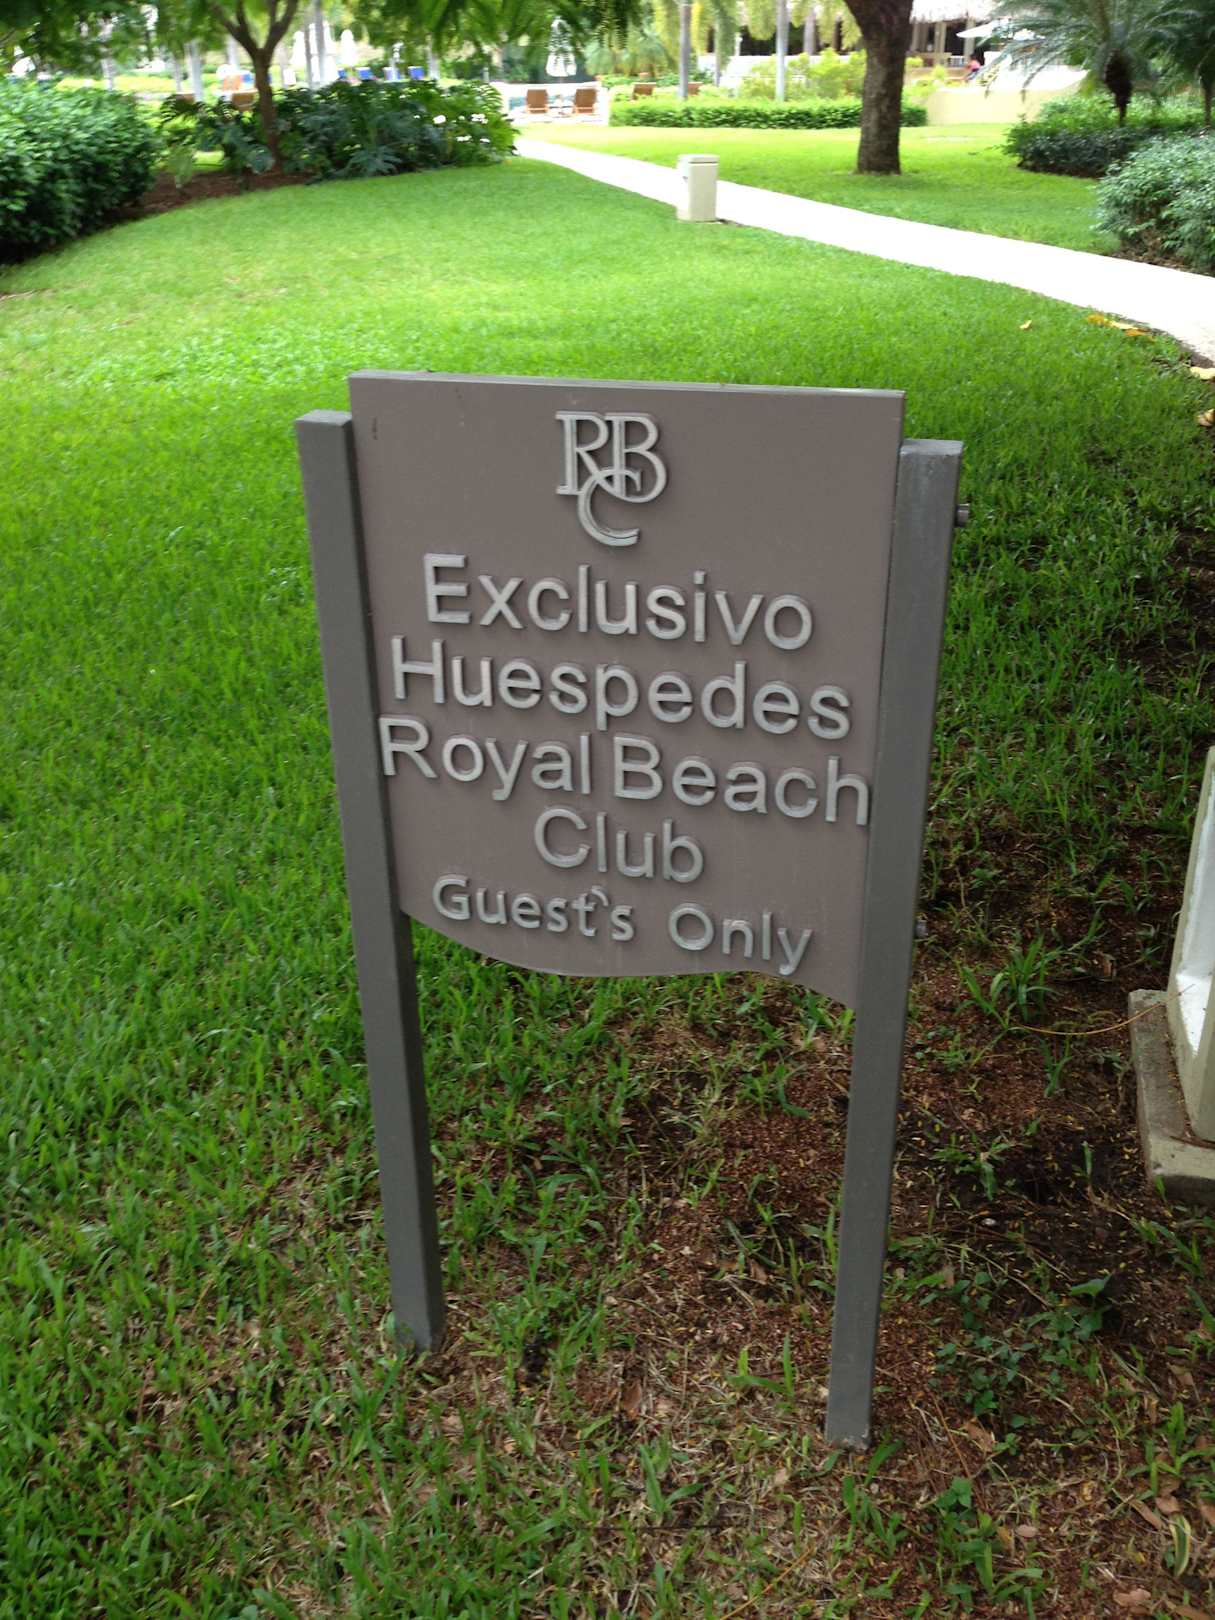 RBC
Exclusivo
Huespedes
Royal Beach
Club
Guest`s Only